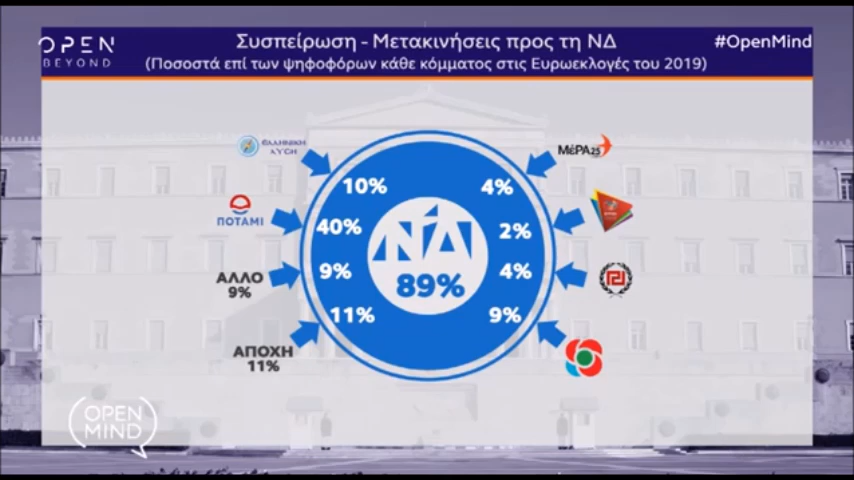 OPEN
BEYOND
Συσπείρωση - Μετακινήσεις προς τη ΝΔ
(Ποσοστά επί των ψηφοφόρων κάθε κόμματος στις Ευρωεκλογές του 2019)
#OpenMind
ΕΛΛΗΝΙΚΗ
ΛΥΣΗ
10%
4%
ΜέΡΑ25
ΠΟΤΑΜΙ
40%
ΝΔ
2%
ΑΛΛΟ
9%
9%
89%
4%
ΑΠΟΧΗ
11%
11%
9%
OPEN
MIND